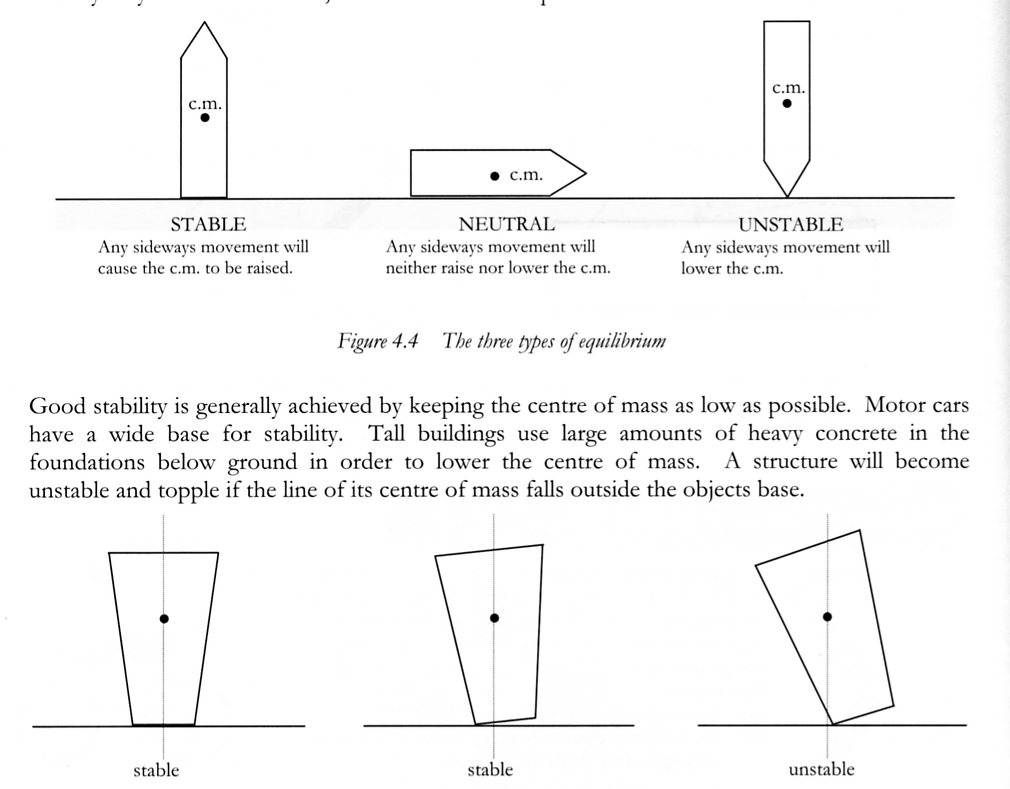 c.m.
c.m.
c.m.
STABLE
Any sideways movement will
cause the c.m. to be raised.
NEUTRAL
Any sideways movement will
neither raise nor lower the c.m.
UNSTABLE
Any sideways movement will
lower the c.m.
Figure 4.4 The three types of equilibrium
Good stability is generally achieved by keeping the centre of mass as low as possible. Motor cars
have a wide base for stability. Tall buildings use large amounts of heavy concrete in the
foundations below ground in order to lower the centre of mass. A structure will become
unstable and topple if the line of its centre of mass falls outside the objects base.
stable
stable
unstable